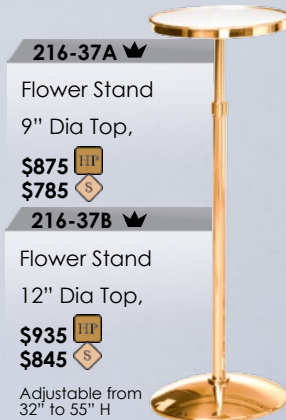 216-37A
Flower Stand
9” Dia Top,
$875 HP
$785 S
216-37B
Flower Stand
12” Dia Top,
$935 HP
$845 S
Adjustable from
32” to 55” H